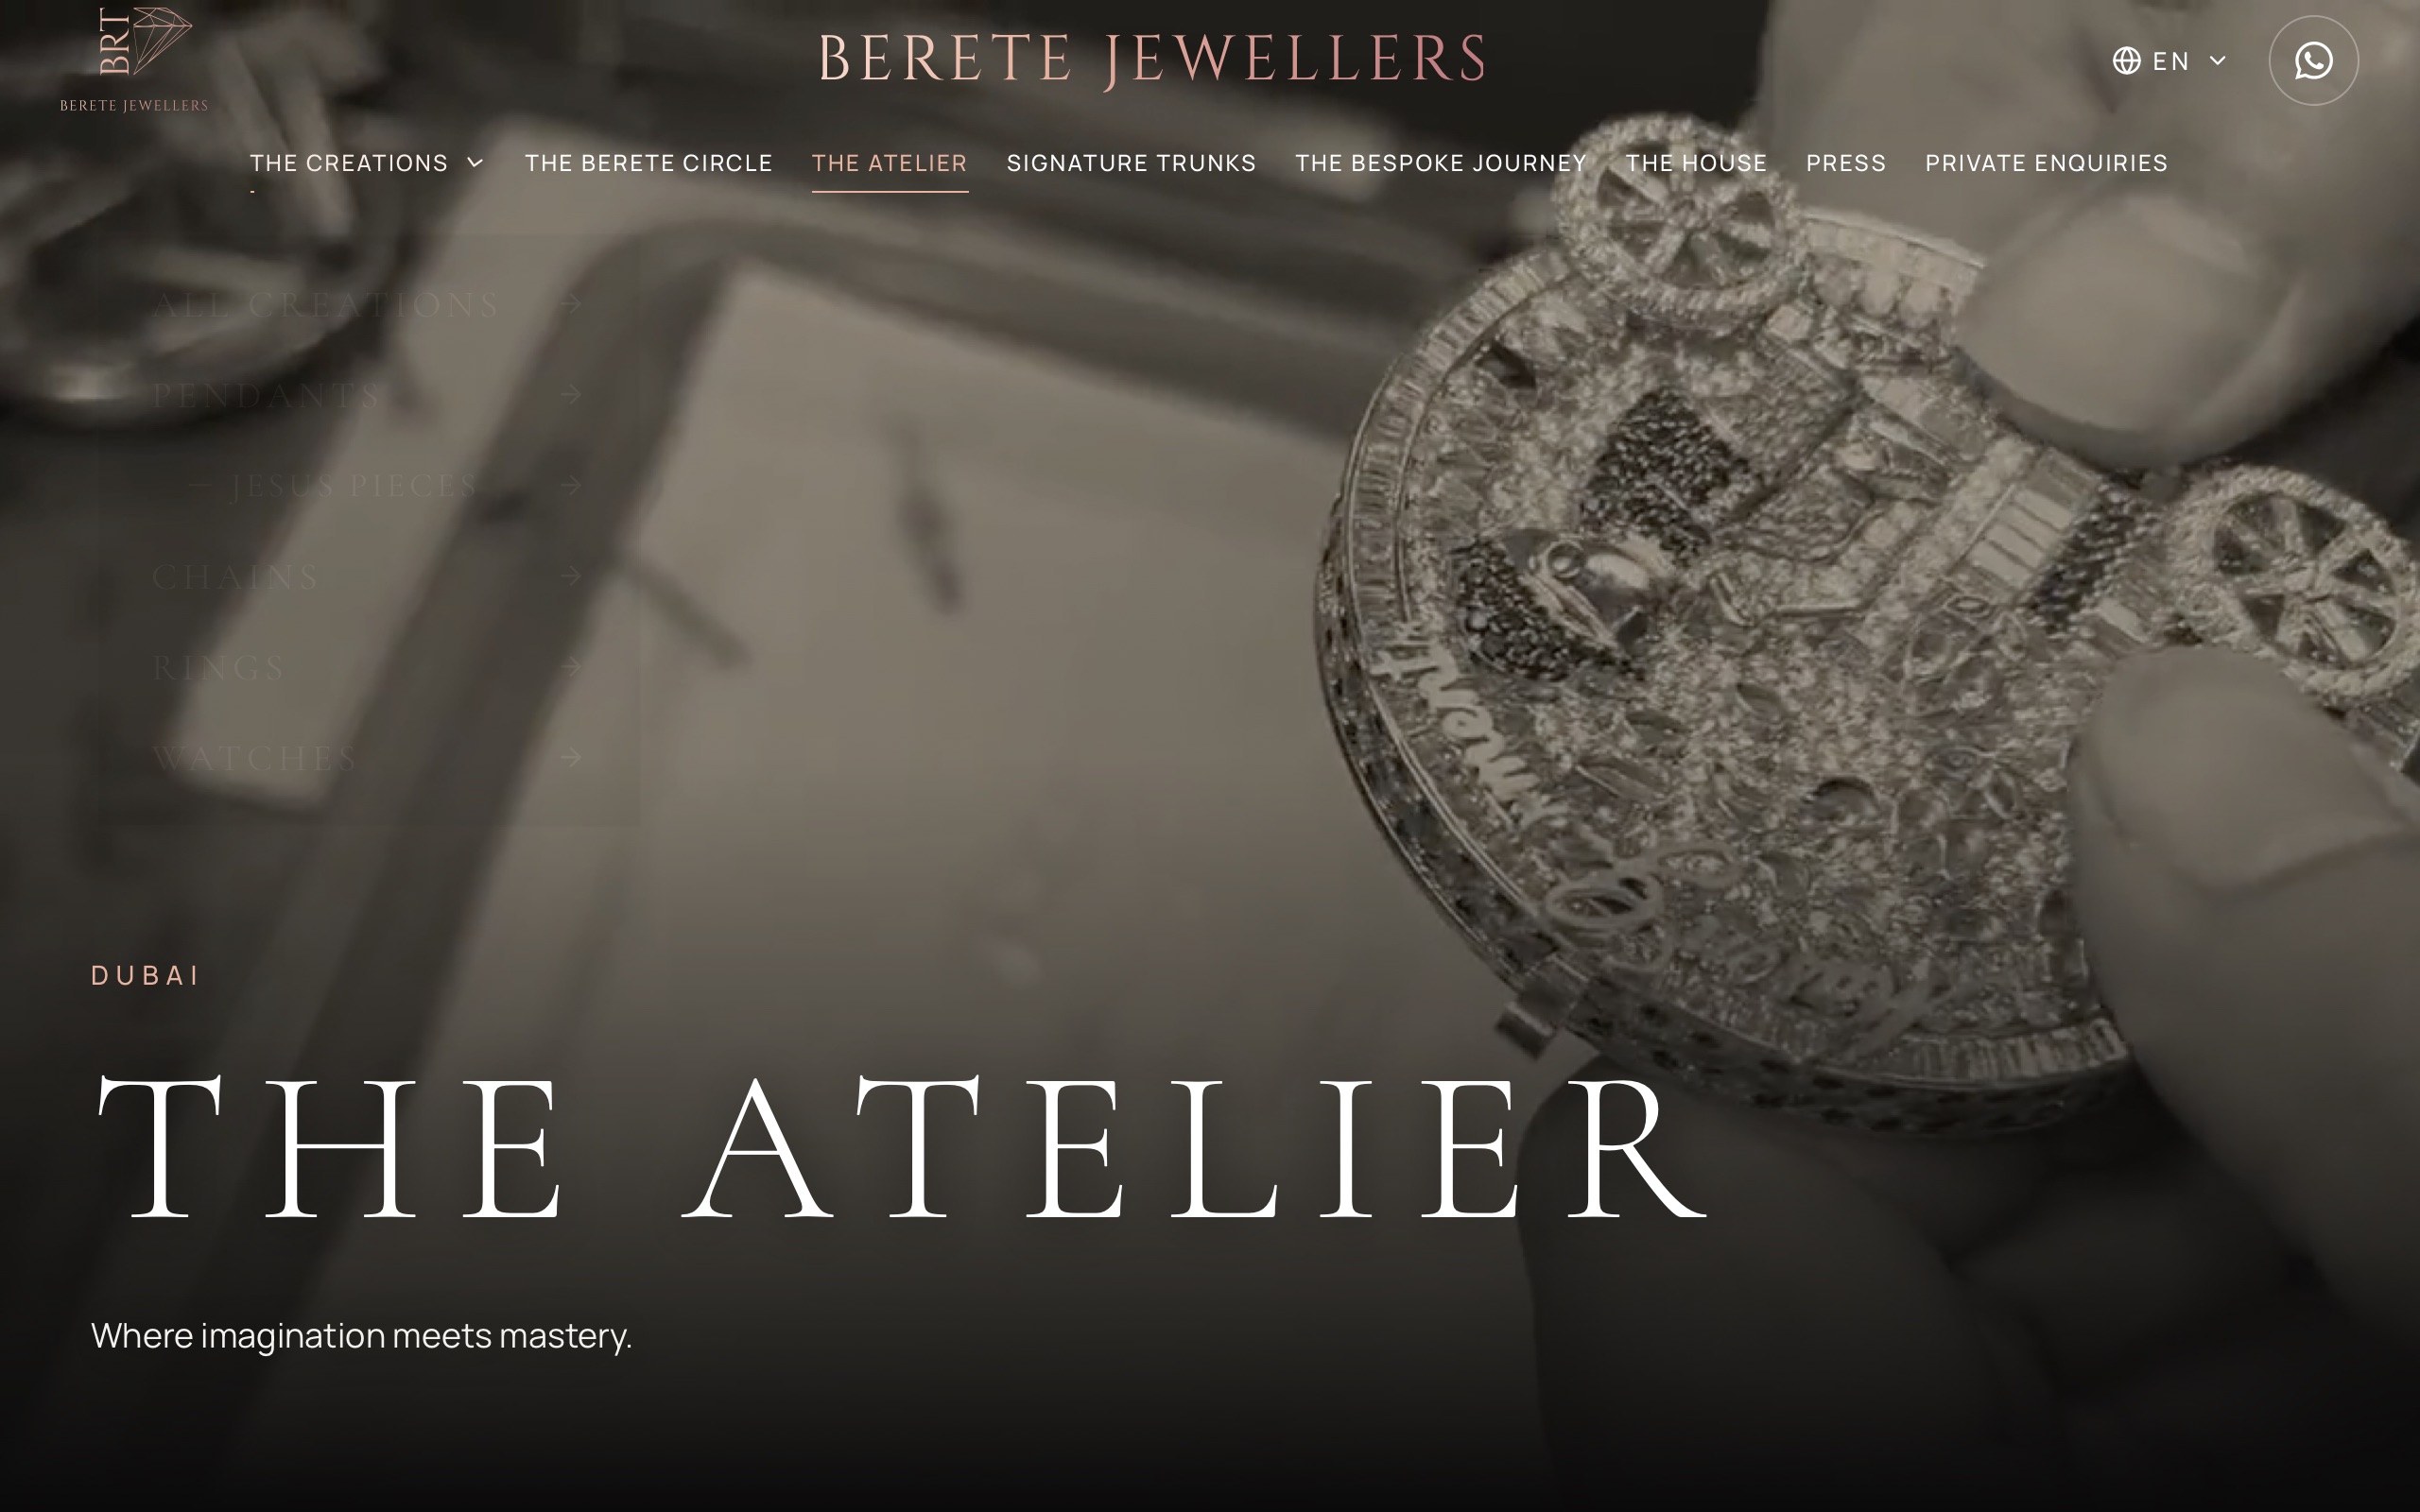 BRT
BERETE JEWELLERS
BERETE JEWELLERS
EN
THE CREATIONS
THE BERETE CIRCLE
THE ATELIER
SIGNATURE TRUNKS
THE BESPOKE JOURNEY
THE HOUSE
PRESS
PRIVATE ENQUIRIES
ALL CREATIONS
PENDANTS
— JESUS PIECES
CHAINS
RINGS
WATCHES
DUBAI
THE ATELIER
Where imagination meets mastery.